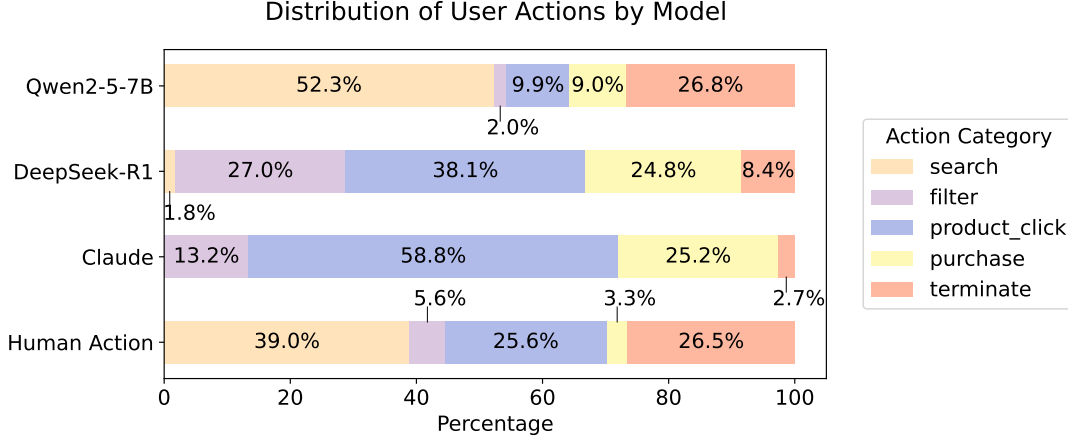 Distribution of User Actions by Model
Qwen2-5-7B
52.3%
9.9%
9.0%
26.8%
2.0%
DeepSeek-R1
27.0%
38.1%
24.8%
8.4%
1.8%
Claude
13.2%
58.8%
25.2%
2.7%
5.6%
3.3%
Human Action
39.0%
25.6%
26.5%
0
20
40
60
80
100
Percentage
Action Category
search
filter
product_click
purchase
terminate